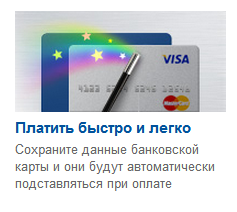 VISA
MasterCard
Платить быстро и легко
Сохраните данные банковской
карты и они будут автоматически
подставляться при оплате